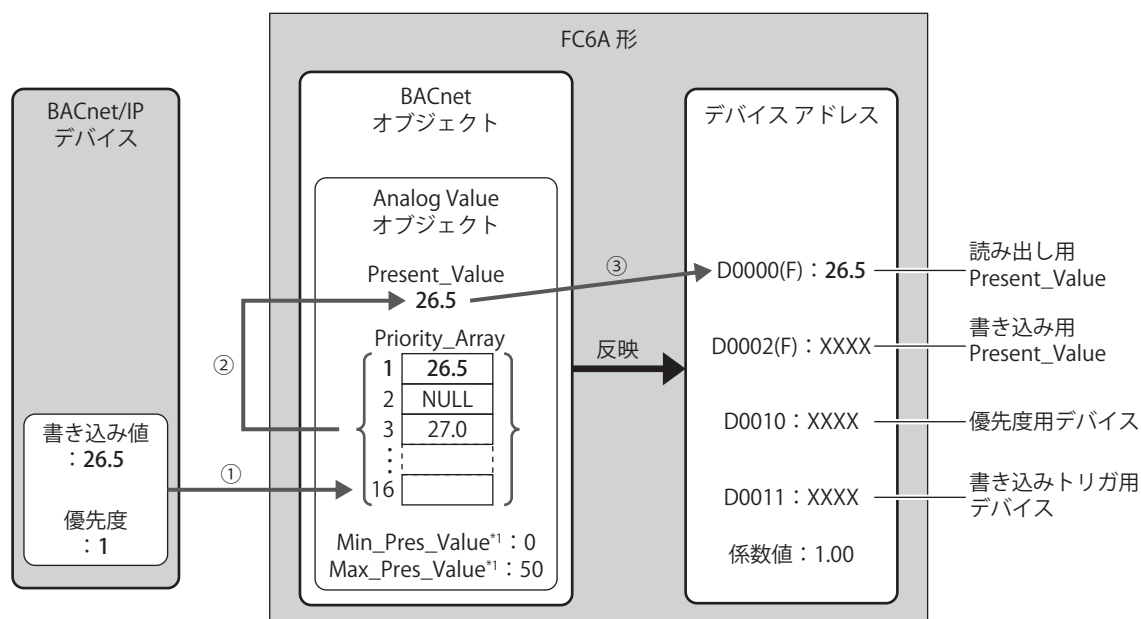 FC6A 形
BACnet/IP
デバイス
書き込み値
：26.5
優先度
：1
①
②
③
BACnet
オブジェクト
Analog Value
オブジェクト
Present_Value
26.5
Priority_Array
1 26.5
2 NULL
3 27.0
16
Min_Pres_Value*1：0
Max_Pres_Value*1：50
反映
デバイス アドレス
D0000(F)：26.5
D0002(F)：XXXX
D0010：XXXX
D0011：XXXX
係数値：1.00
読み出し用
Present_Value
書き込み用
Present_Value
優先度用デバイス
書き込みトリガ用
デバイス